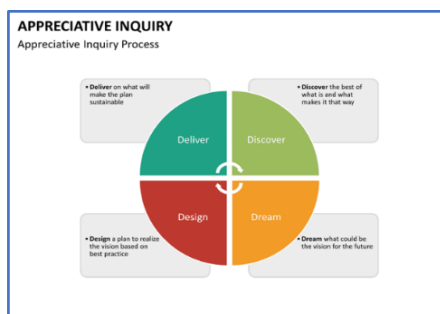 APPRECIATIVE INQUIRY
Appreciative Inquiry Process
• Deliver on what will
make the plan
sustainable
• Discover the best of
what is and what
makes it that way
Deliver
Discover
Design
Dream
• Design a plan to realize
the vision based on
best practice
• Dream what could be
the vision for the future